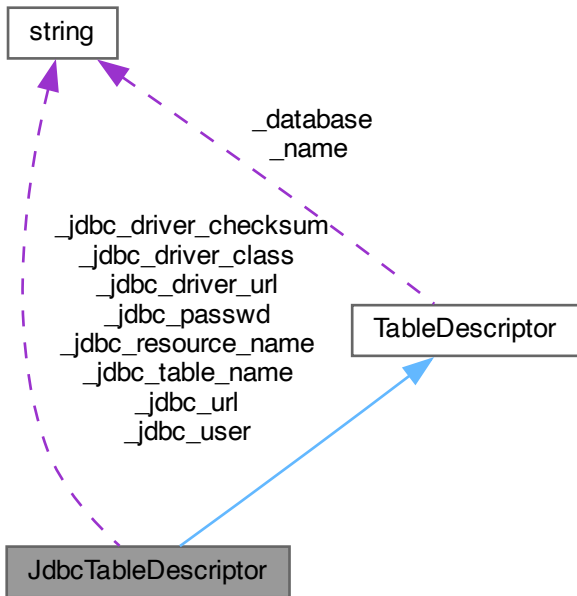 string
_database
_name
_jdbc_driver_checksum
_jdbc_driver_class
_jdbc_driver_url
_jdbc_passwd
_jdbc_resource_name
_jdbc_table_name
_jdbc_url
_jdbc_user
TableDescriptor
JdbcTableDescriptor